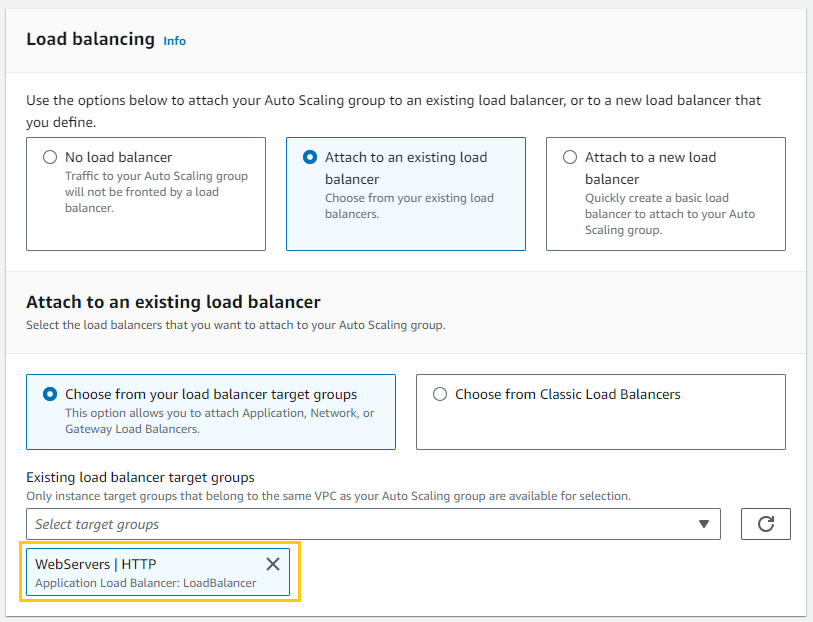 Load balancing Info
Use the options below to attach your Auto Scaling group to an existing load balancer, or to a new load balancer that
you define.
No load balancer
Traffic to your Auto Scaling group
will not be fronted by a load
balancer.
Attach to an existing load
balancer
Choose from your existing load
balancers.
Attach to a new load
balancer
Quickly create a basic load
balancer to attach to your Auto
Scaling group.
Attach to an existing load balancer
Select the load balancers that you want to attach to your Auto Scaling group.
Choose from your load balancer target groups
This option allows you to attach Application, Network, or
Gateway Load Balancers.
Choose from Classic Load Balancers
Existing load balancer target groups
Only instance target groups that belong to the same VPC as your Auto Scaling group are available for selection.
Select target groups
WebServers | HTTP
Application Load Balancer: LoadBalancer